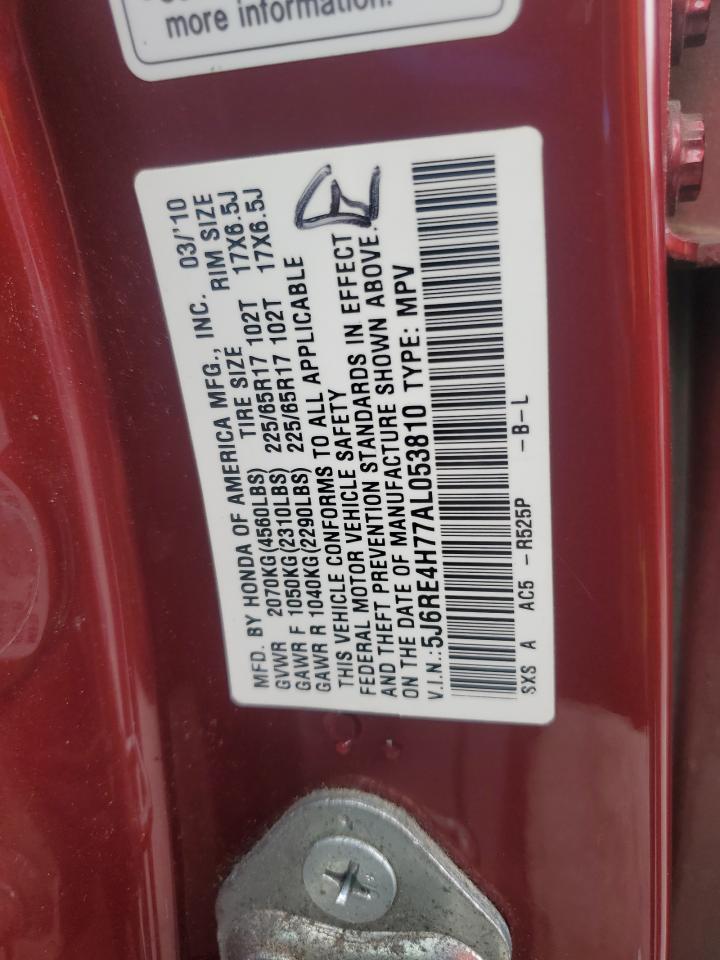 more information.
MFD. BY HONDA OF AMERICA MFG., INC. 03/'10
GVWR 2070KG(4560LBS) TIRE SIZE RIM SIZE
GAWR F 1050KG(2310LBS) 225/65R17 102T 17X6.5J
GAWR R 1040KG(2290LBS) 225/65R17 102T 17X6.5J
THIS VEHICLE CONFORMS TO ALL APPLICABLE
FEDERAL MOTOR VEHICLE SAFETY
AND THEFT PREVENTION STANDARDS IN EFFECT
ON THE DATE OF MANUFACTURE SHOWN ABOVE.
V.I.N.:5J6RE4H77AL053810 TYPE: MPV
SXS A AC5 -R525P -B-L